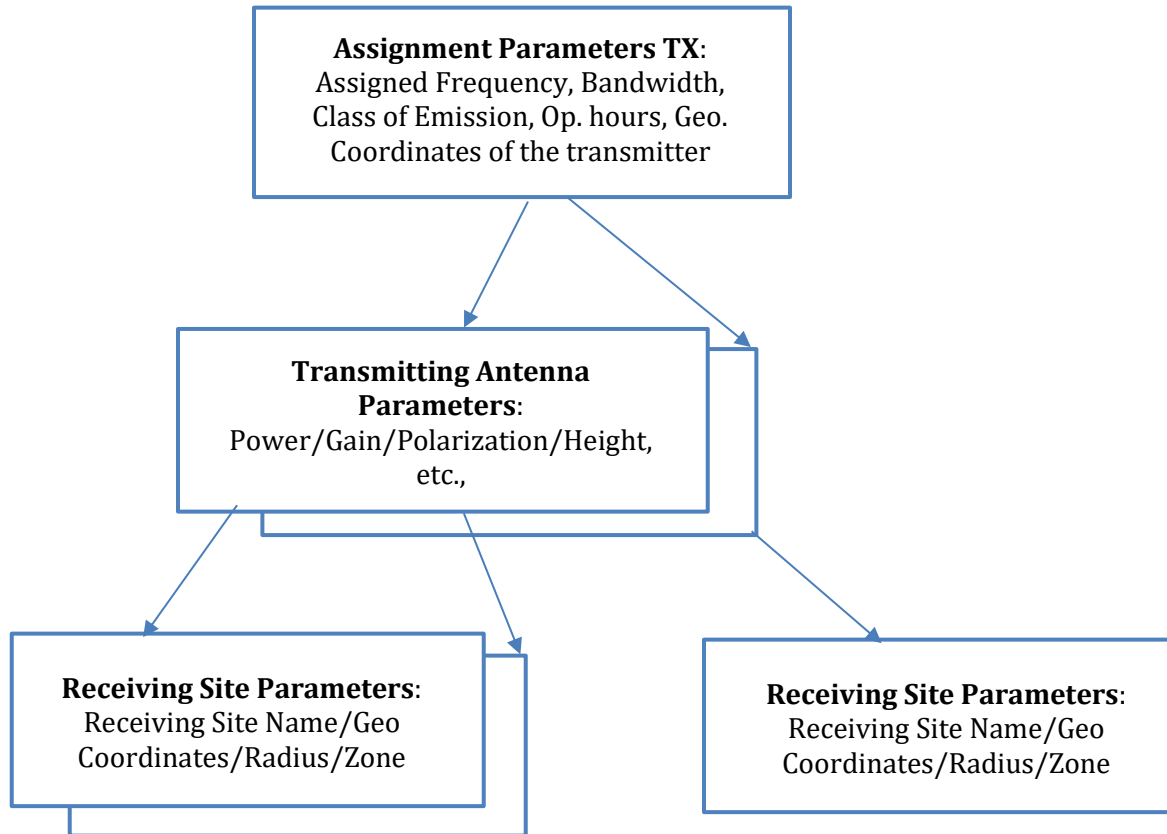 Assignment Parameters TX:
Assigned Frequency, Bandwidth,
Class of Emission, Op. hours, Geo.
Coordinates of the transmitter
Transmitting Antenna
Parameters:
Power/Gain/Polarization/Height,
etc.,
Receiving Site Parameters:
Receiving Site Name/Geo
Coordinates/Radius/Zone
Receiving Site Parameters:
Receiving Site Name/Geo
Coordinates/Radius/Zone